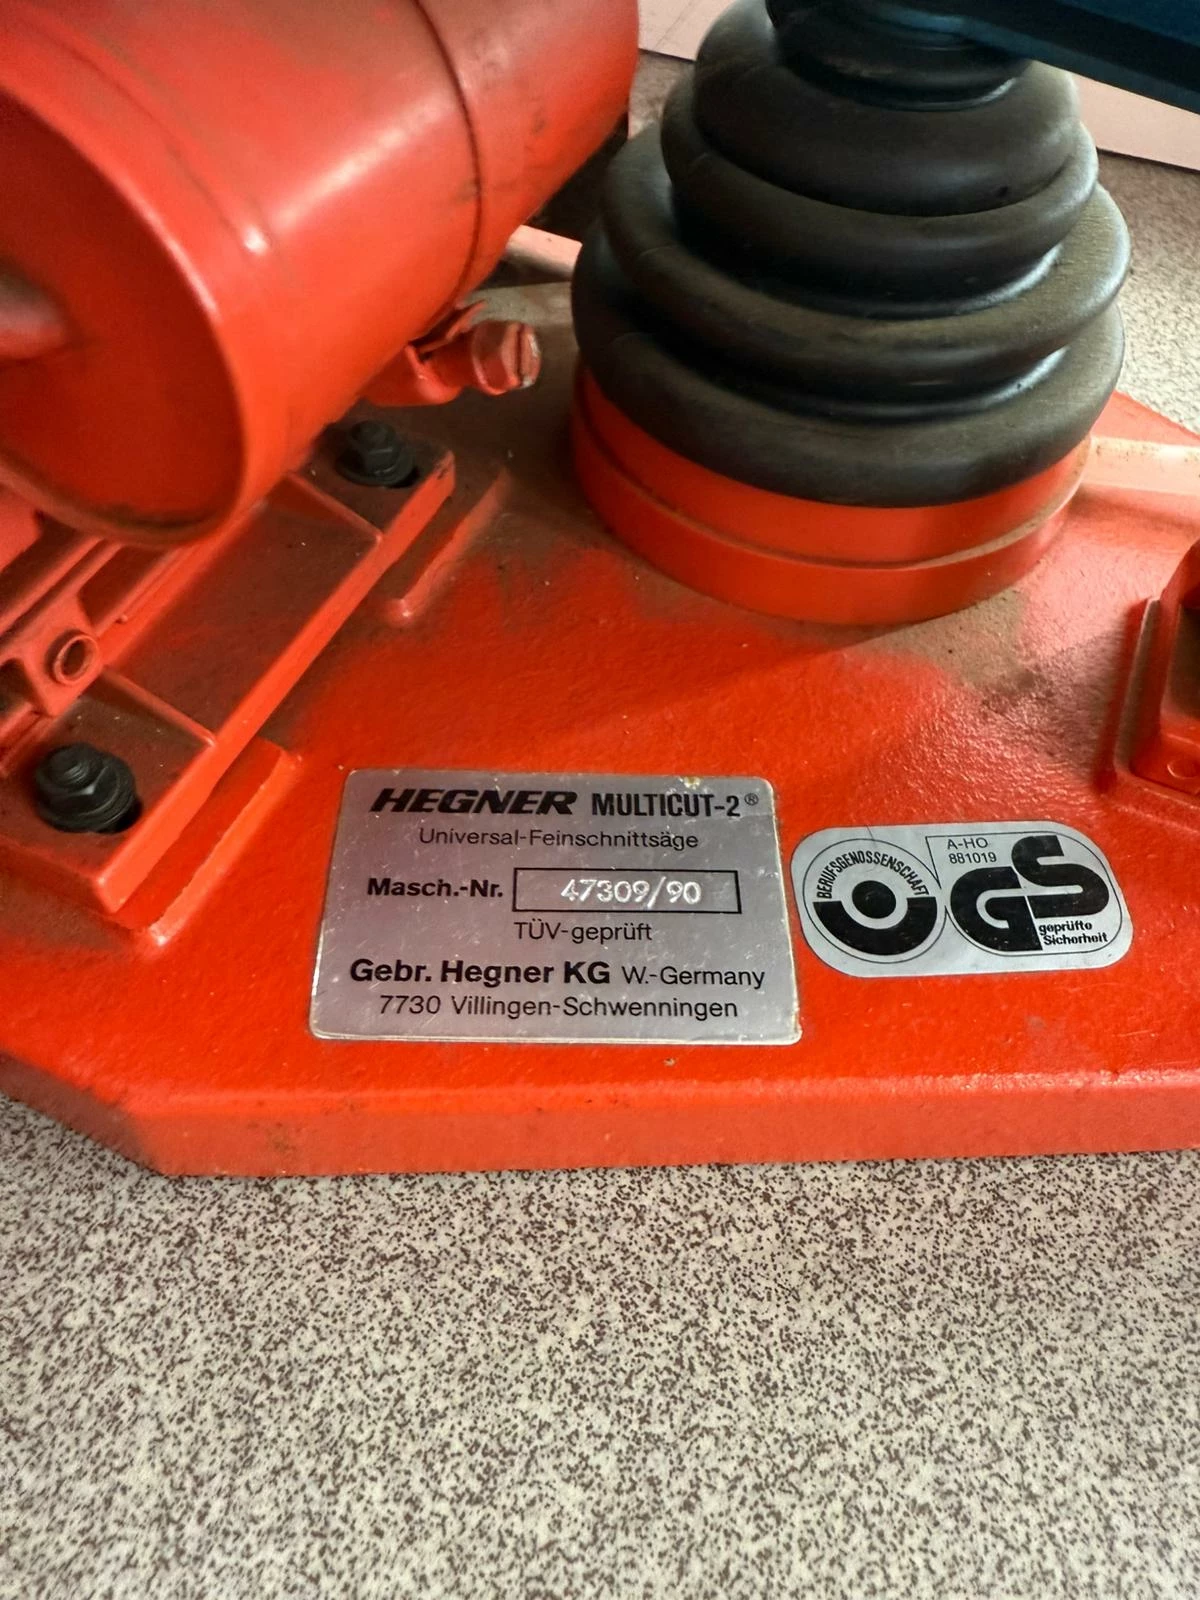 HEGNER MULTICUT-2®
Universal-Feinschnittsäge
Masch.-Nr. 47309/90
TÜV-geprüft
Gebr. Hegner KG W.-Germany
7730 Villingen-Schwenningen
BERUFSGENOSSENSCHAFT
A-HO
881019
GS
geprüfte
Sicherheit